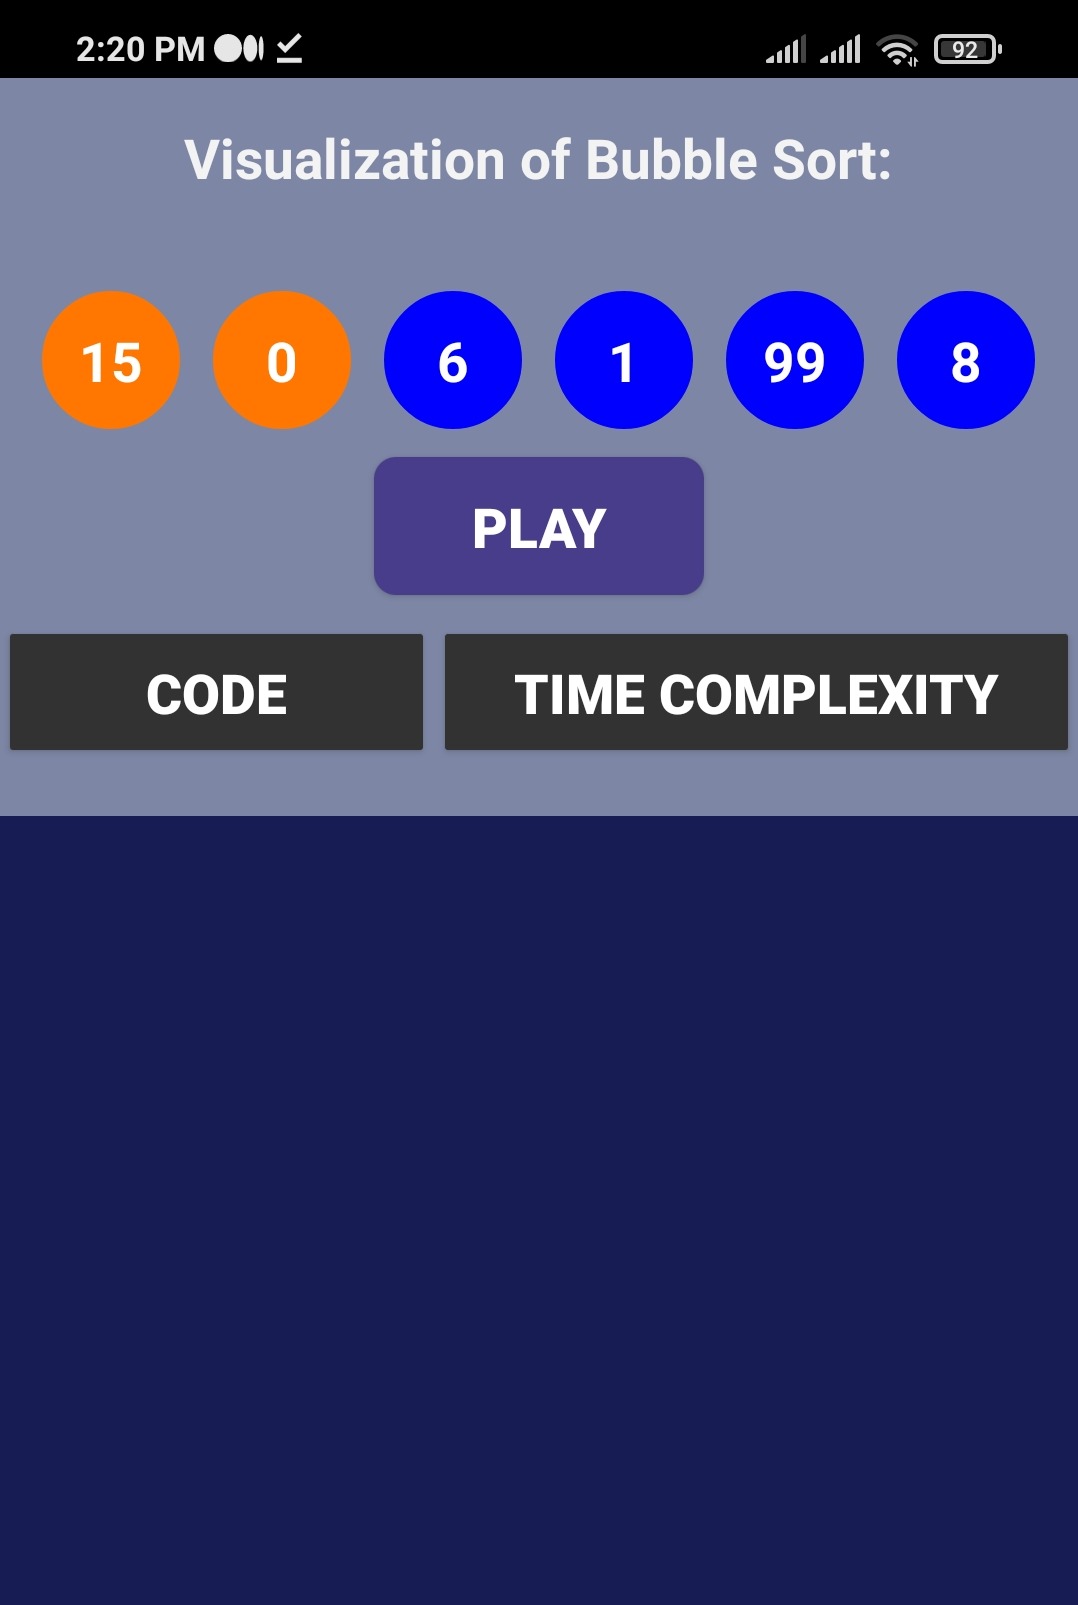 2:20 PM 92
Visualization of Bubble Sort:
15 0 6 1 99 8
PLAY
CODE TIME COMPLEXITY